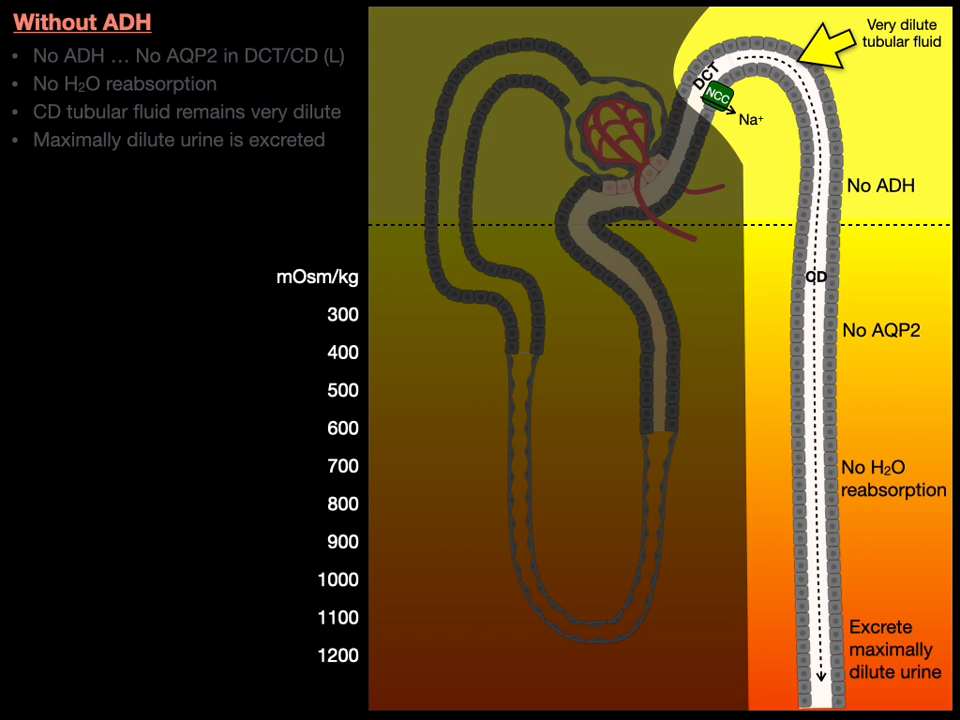 Without ADH
• No ADH … No AQP2 in DCT/CD (L)
• No H₂O reabsorption
• CD tubular fluid remains very dilute
• Maximally dilute urine is excreted
Very dilute
tubular fluid
DCT
NCC
Na⁺
No ADH
mOsm/kg
CD
300
No AQP2
400
500
600
700
No H₂O
reabsorption
800
900
1000
1100
Excrete
maximally
dilute urine
1200